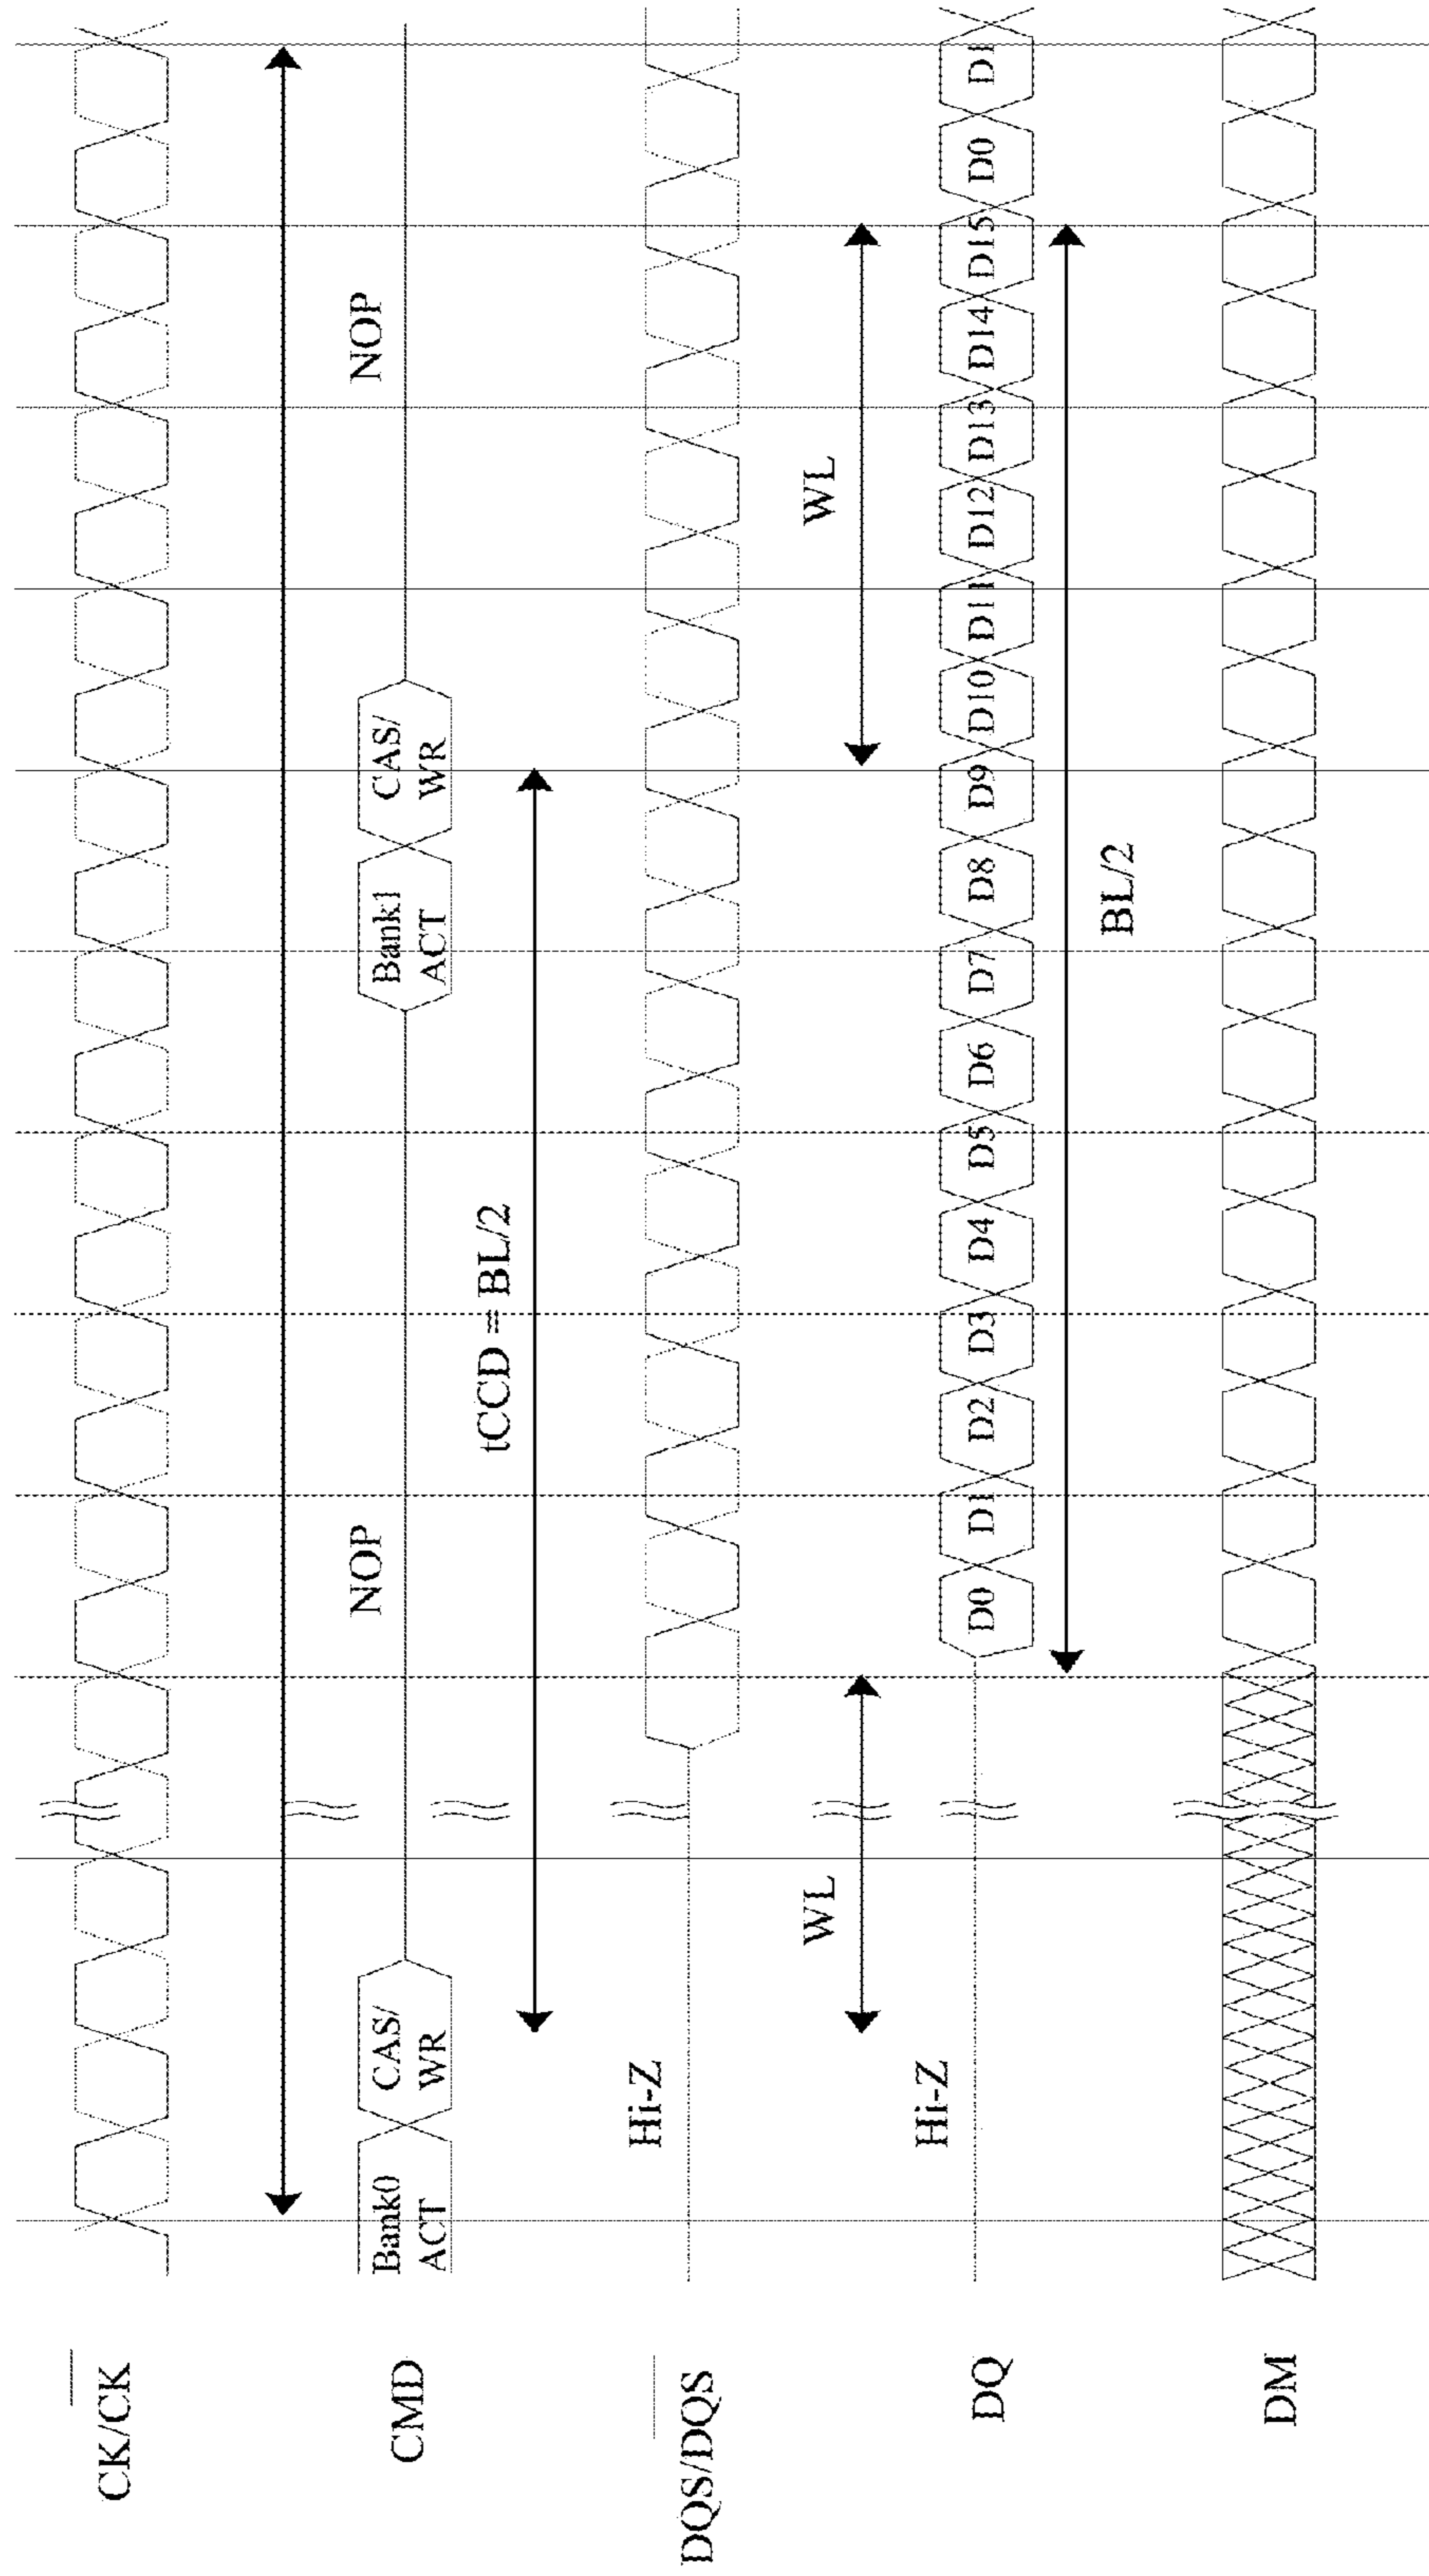 CK/CK
CMD
Bank0
ACT
CAS/
WR
NOP
Bank1
ACT
CAS/
WR
NOP
tCCD = BL/2
DQS/DQS
Hi-Z
WL
WL
DQ
Hi-Z
D0 D1 D2 D3 D4 D5 D6 D7 D8 D9 D10 D11 D12 D13 D14 D15 D0 D1
BL/2
DM